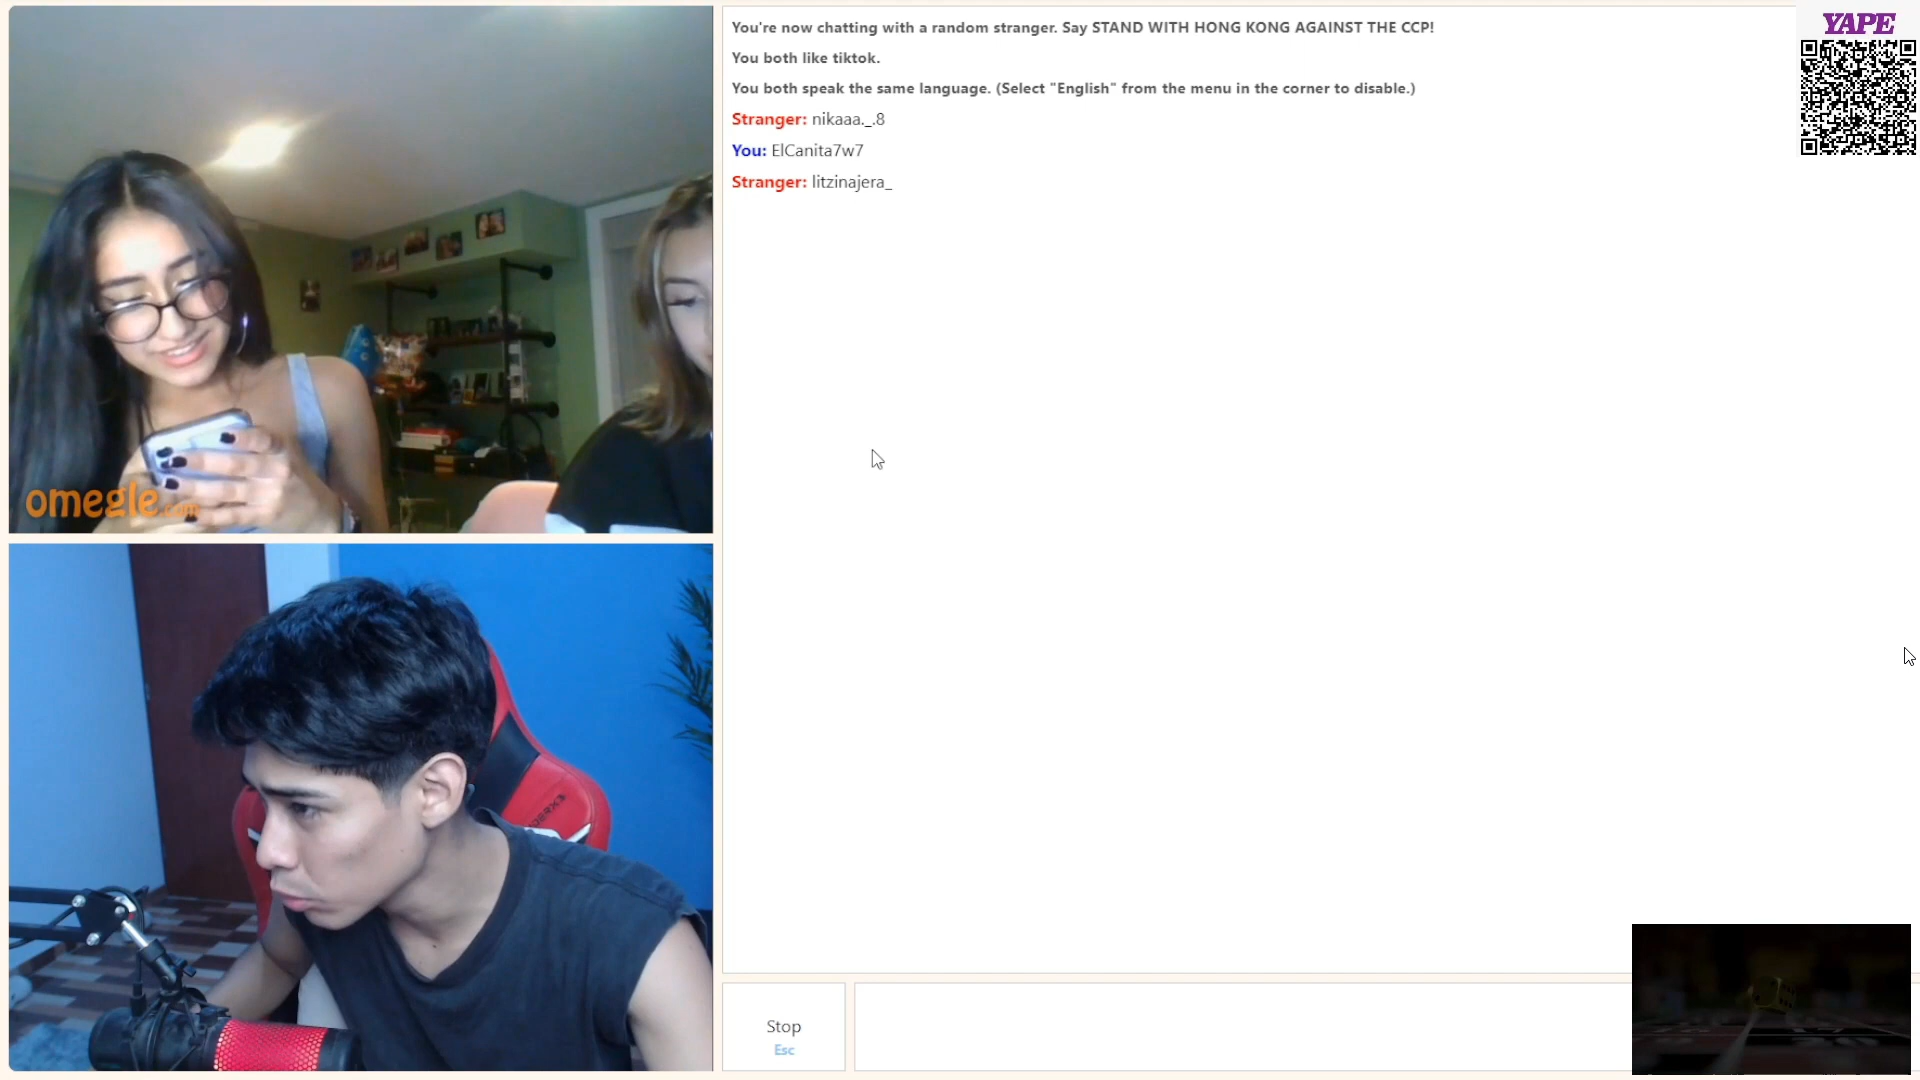 You're now chatting with a random stranger. Say STAND WITH HONG KONG AGAINST THE CCP!
You both like tiktok.
You both speak the same language. (Select "English" from the menu in the corner to disable.)
Stranger: nikaaa._.8
You: ElCanita7w7
Stranger: litzinajera_
YAPE
omegle.com
Stop
Esc